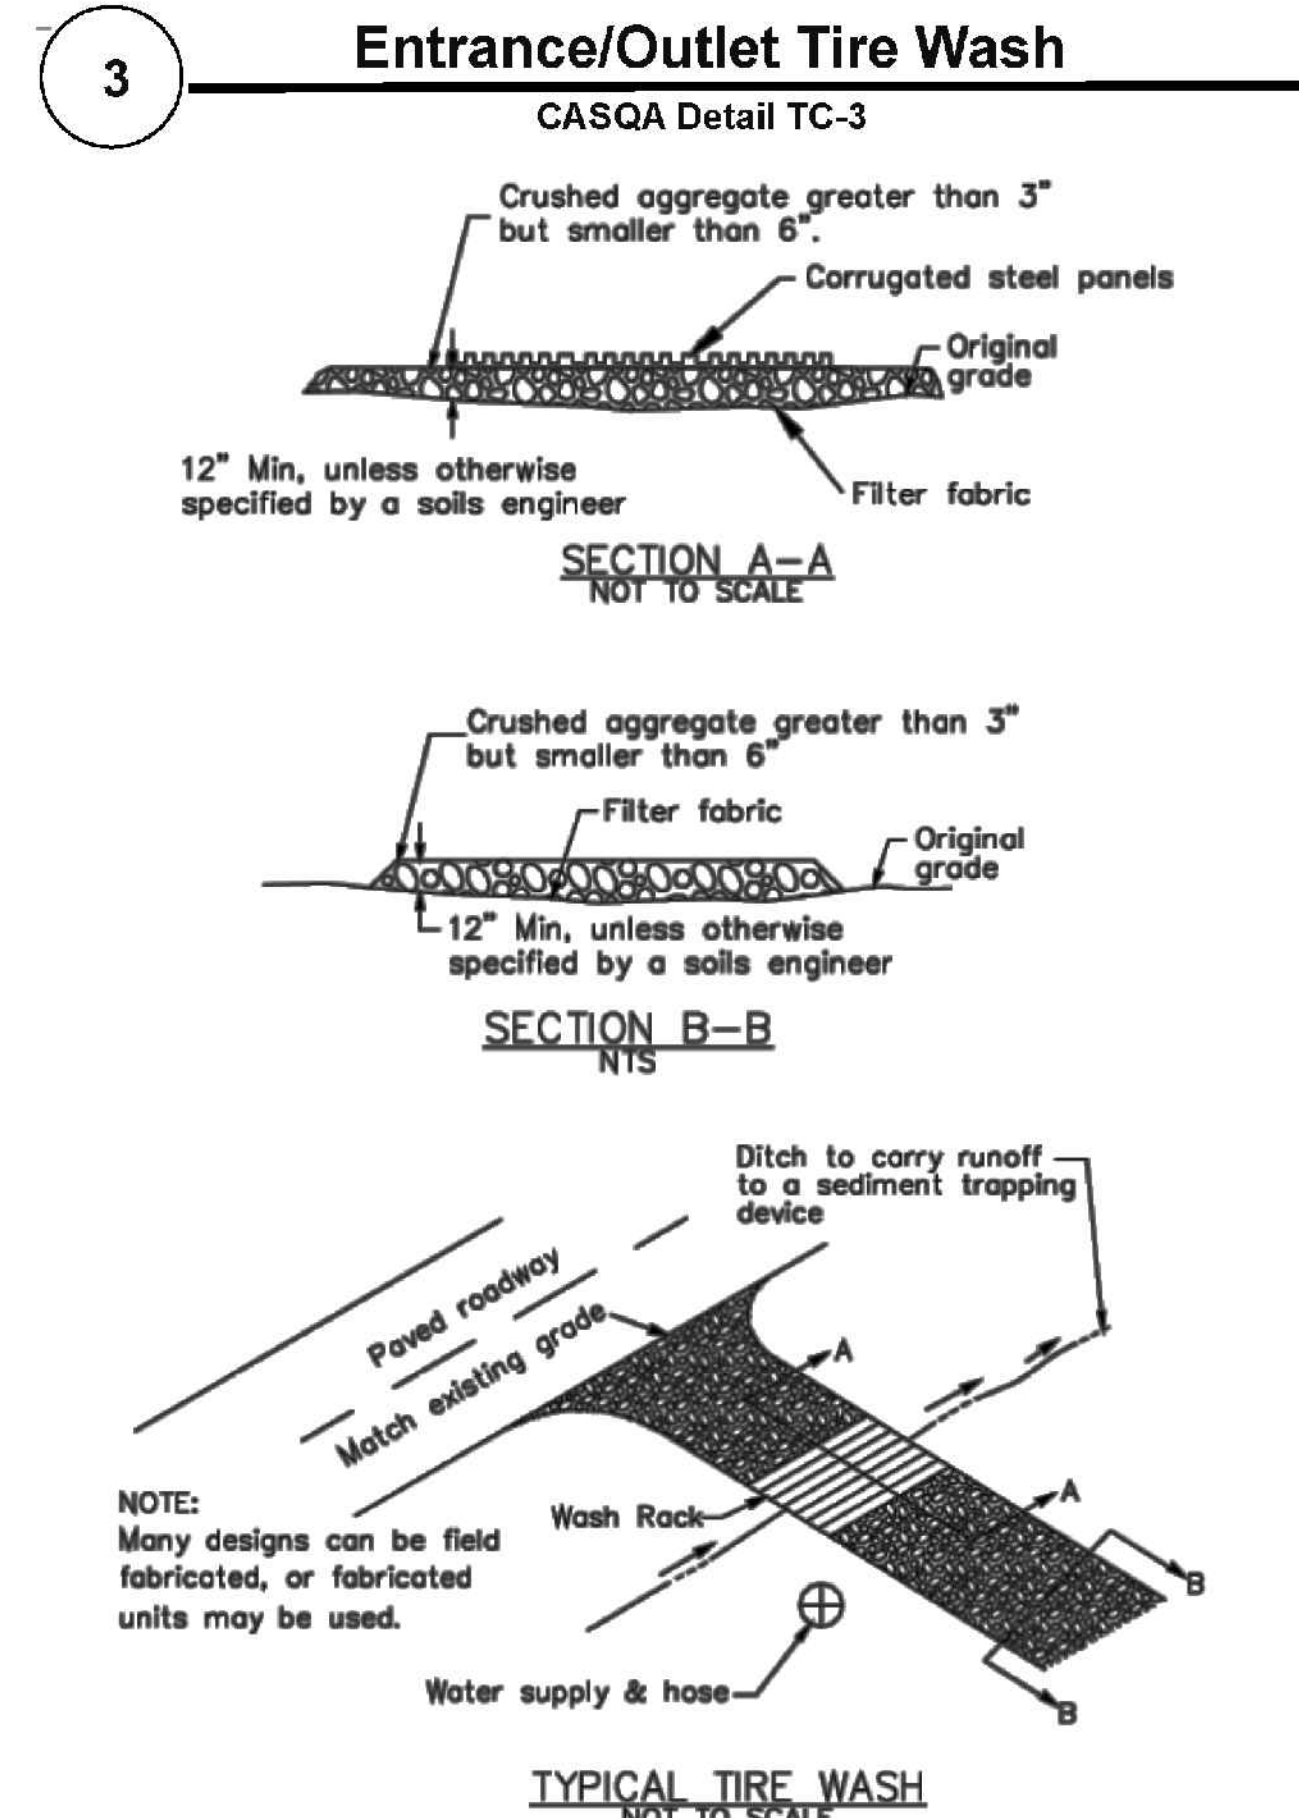 3
Entrance/Outlet Tire Wash
CASQA Detail TC-3
Crushed aggregate greater than 3"
but smaller than 6".
Corrugated steel panels
Original
grade
12" Min, unless otherwise
specified by a soils engineer
Filter fabric
SECTION A-A
NOT TO SCALE
Crushed aggregate greater than 3"
but smaller than 6"
Filter fabric
Original
grade
12" Min, unless otherwise
specified by a soils engineer
SECTION B-B
NTS
Ditch to carry runoff
to a sediment trapping
device
Paved roadway
Match existing grade
A
A
NOTE:
Many designs can be field
fabricated, or fabricated
units may be used.
Wash Rack
B
B
Water supply & hose
TYPICAL TIRE WASH
NOT TO SCALE